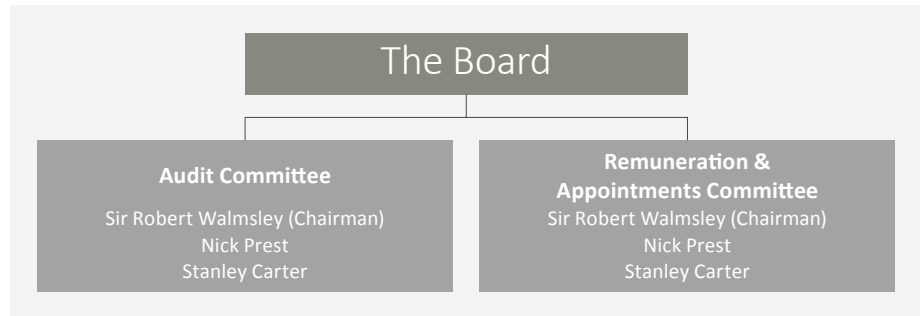 The Board
Audit Committee
Sir Robert Walmsley (Chairman)
Nick Prest
Stanley Carter
Remuneration &
Appointments Committee
Sir Robert Walmsley (Chairman)
Nick Prest
Stanley Carter